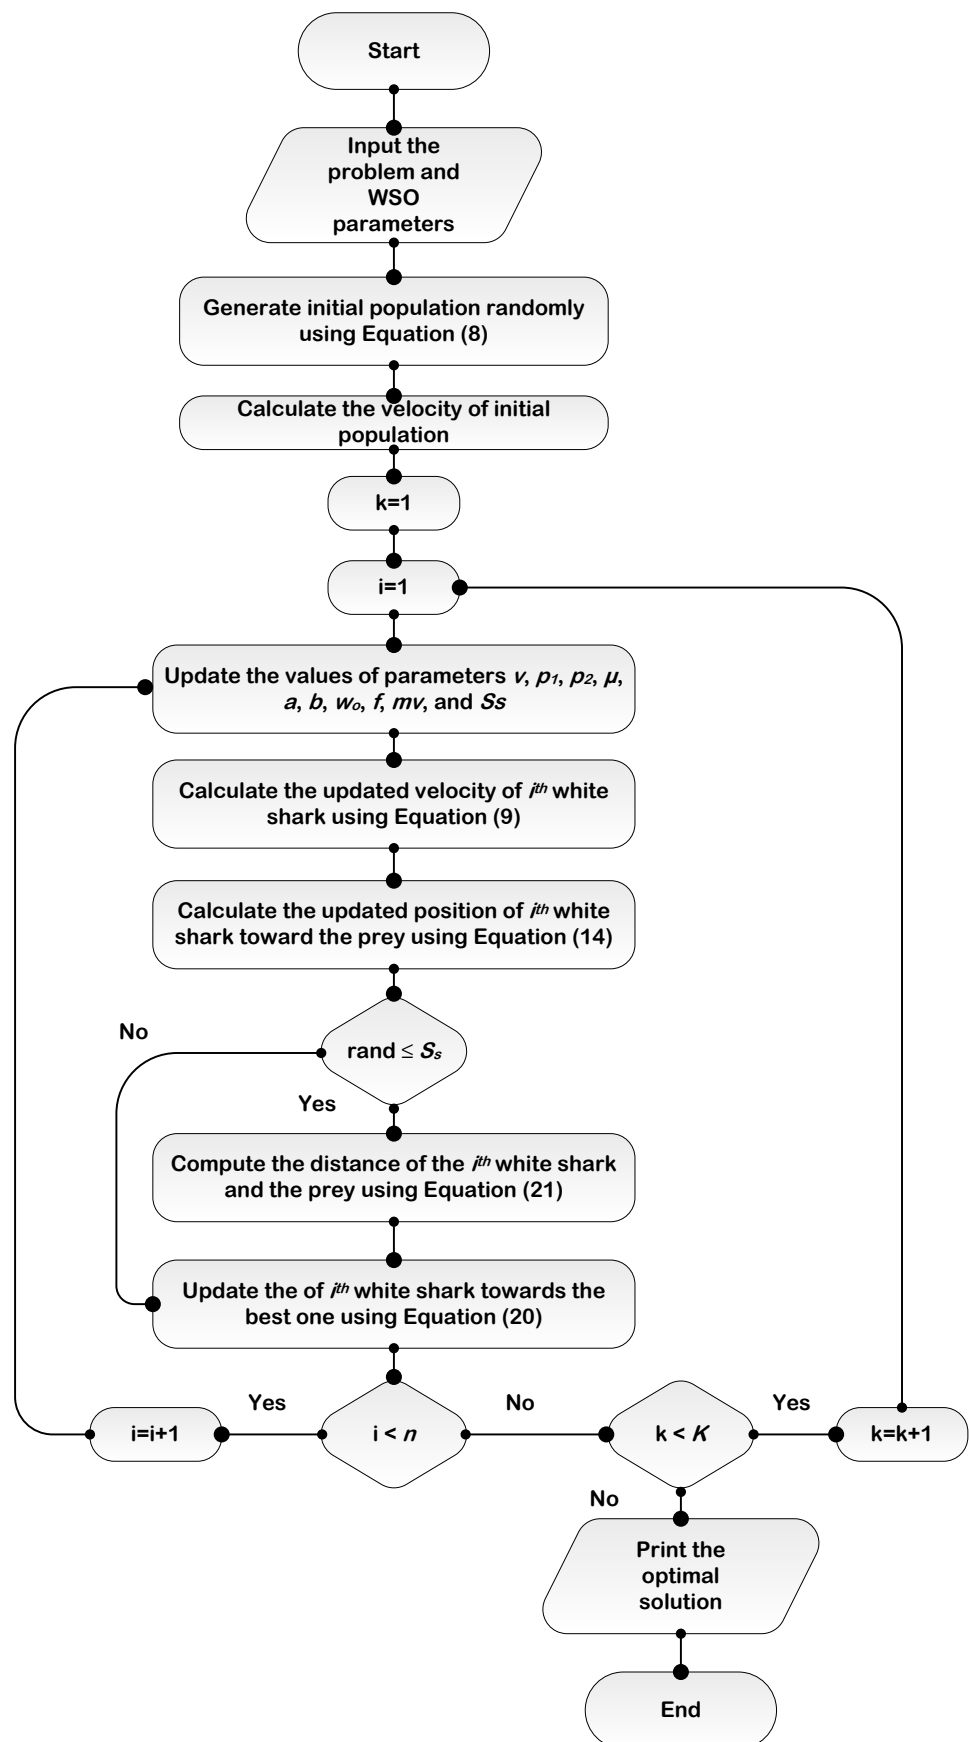 Start
Input the
problem and
WSO
parameters
Generate initial population randomly
using Equation (8)
Calculate the velocity of initial
population
k=1
i=1
Update the values of parameters v, p₁, p₂, μ,
a, b, wₒ, f, mv, and Ss
Calculate the updated velocity of iᵗʰ white
shark using Equation (9)
Calculate the updated position of iᵗʰ white
shark toward the prey using Equation (14)
No
rand ≤ Sₛ
Yes
Compute the distance of the iᵗʰ white shark
and the prey using Equation (21)
Update the of iᵗʰ white shark towards the
best one using Equation (20)
i=i+1
Yes
i < n
No
k < K
Yes
k=k+1
No
Print the
optimal
solution
End